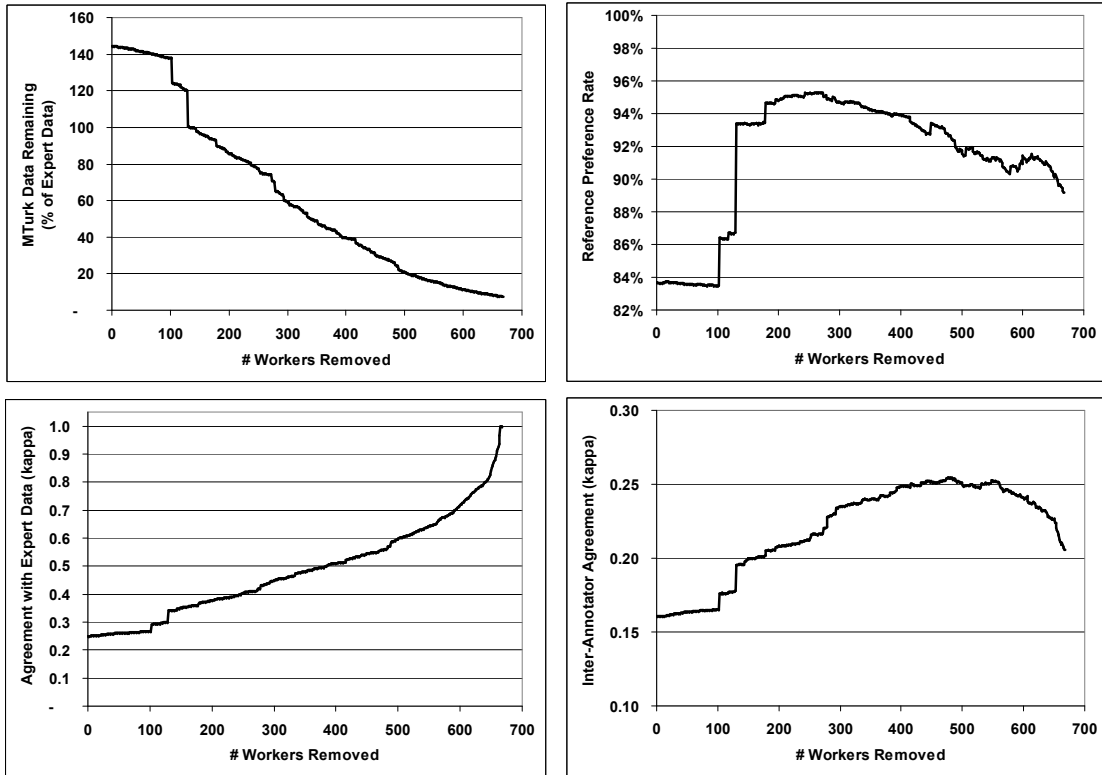 160
140
120
100
80
60
40
20
-
0 100 200 300 400 500 600 700
# Workers Removed
MTurk Data Remaining
(% of Expert Data)
100%
98%
96%
94%
92%
90%
88%
86%
84%
82%
0 100 200 300 400 500 600 700
# Workers Removed
Reference Preference Rate
1.0
0.9
0.8
0.7
0.6
0.5
0.4
0.3
0.2
0.1
-
0 100 200 300 400 500 600 700
# Workers Removed
Agreement with Expert Data (kappa)
0.30
0.25
0.20
0.15
0.10
0 100 200 300 400 500 600 700
# Workers Removed
Inter-Annotator Agreement (kappa)